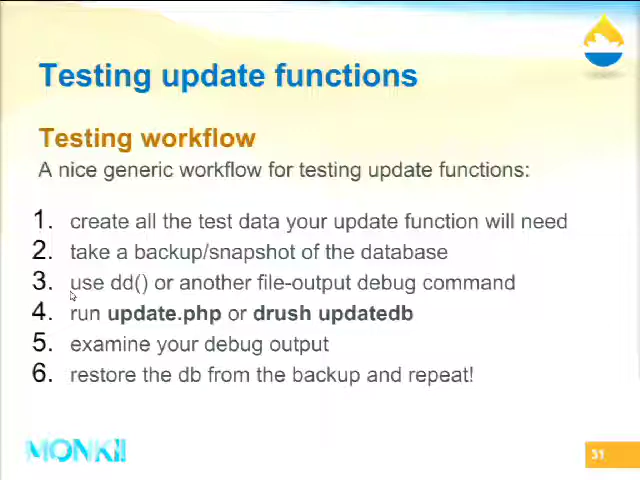 Testing update functions
Testing workflow
A nice generic workflow for testing update functions:
1. create all the test data your update function will need
2. take a backup/snapshot of the database
3. use dd() or another file-output debug command
4. run update.php or drush updatedb
5. examine your debug output
6. restore the db from the backup and repeat!
MONKii
31